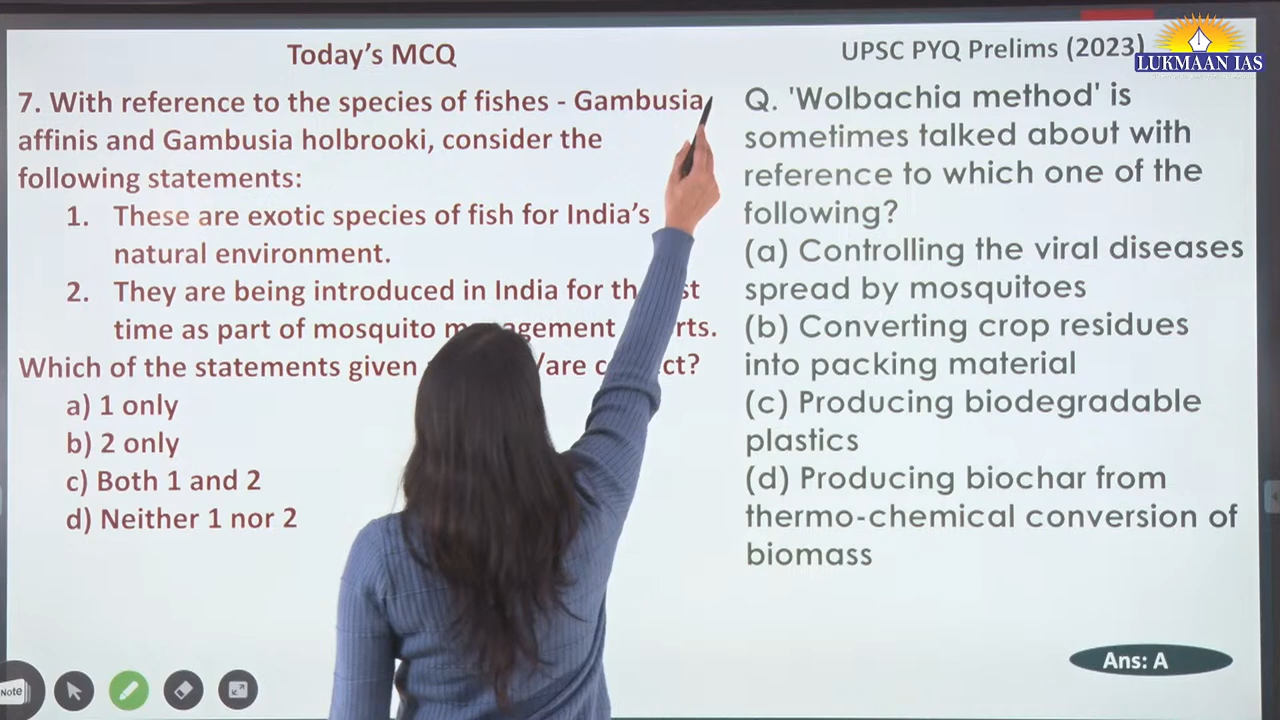 Today's MCQ
7. With reference to the species of fishes - Gambusia
affinis and Gambusia holbrooki, consider the
following statements:
1. These are exotic species of fish for India's
natural environment.
2. They are being introduced in India for th st
time as part of mosquito m agement rts.
Which of the statements given /are c ct?
a) 1 only
b) 2 only
c) Both 1 and 2
d) Neither 1 nor 2
UPSC PYQ Prelims (2023)
LUKMAAN IAS
Q. 'Wolbachia method' is
sometimes talked about with
reference to which one of the
following?
(a) Controlling the viral diseases
spread by mosquitoes
(b) Converting crop residues
into packing material
(c) Producing biodegradable
plastics
(d) Producing biochar from
thermo-chemical conversion of
biomass
Ans: A
Note